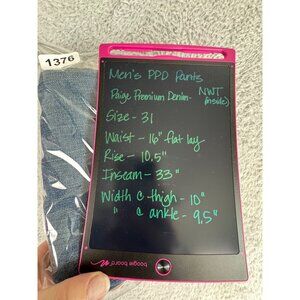 1376
Men's PPD Pants
Paige Premium Denim- NWT
(inside)
Size - 31
Waist - 16" flat lay
Rise - 10.5"
Inseam - 33"
Width @ thigh - 10"
" @ ankle - 9.5"
boogie board